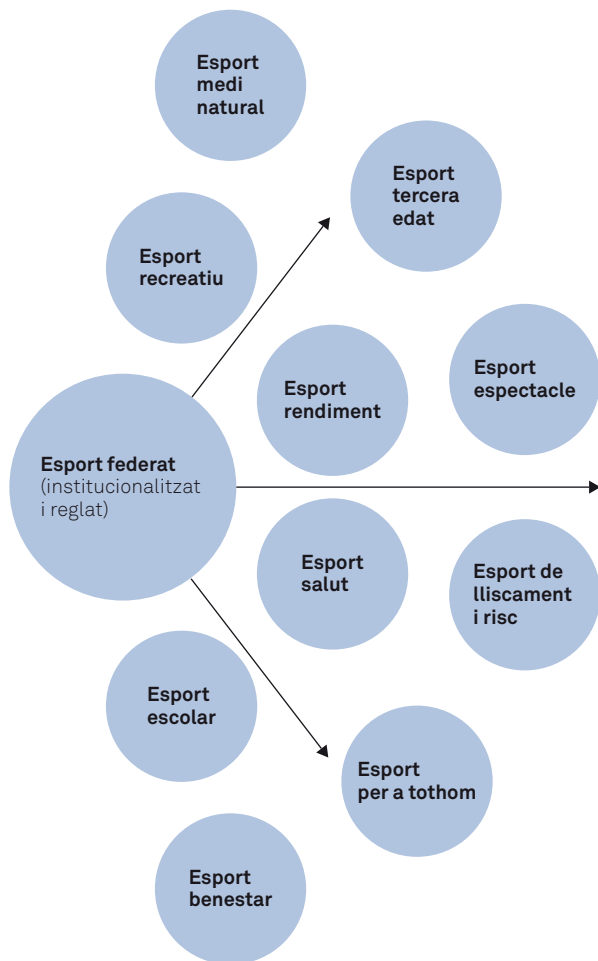 Esport
medi
natural
Esport
tercera
edat
Esport
recreatiu
Esport
rendiment
Esport
espectacle
Esport federat
(institucionalitzat
i reglat)
Esport
salut
Esport de
lliscament
i risc
Esport
escolar
Esport
per a tothom
Esport
benestar